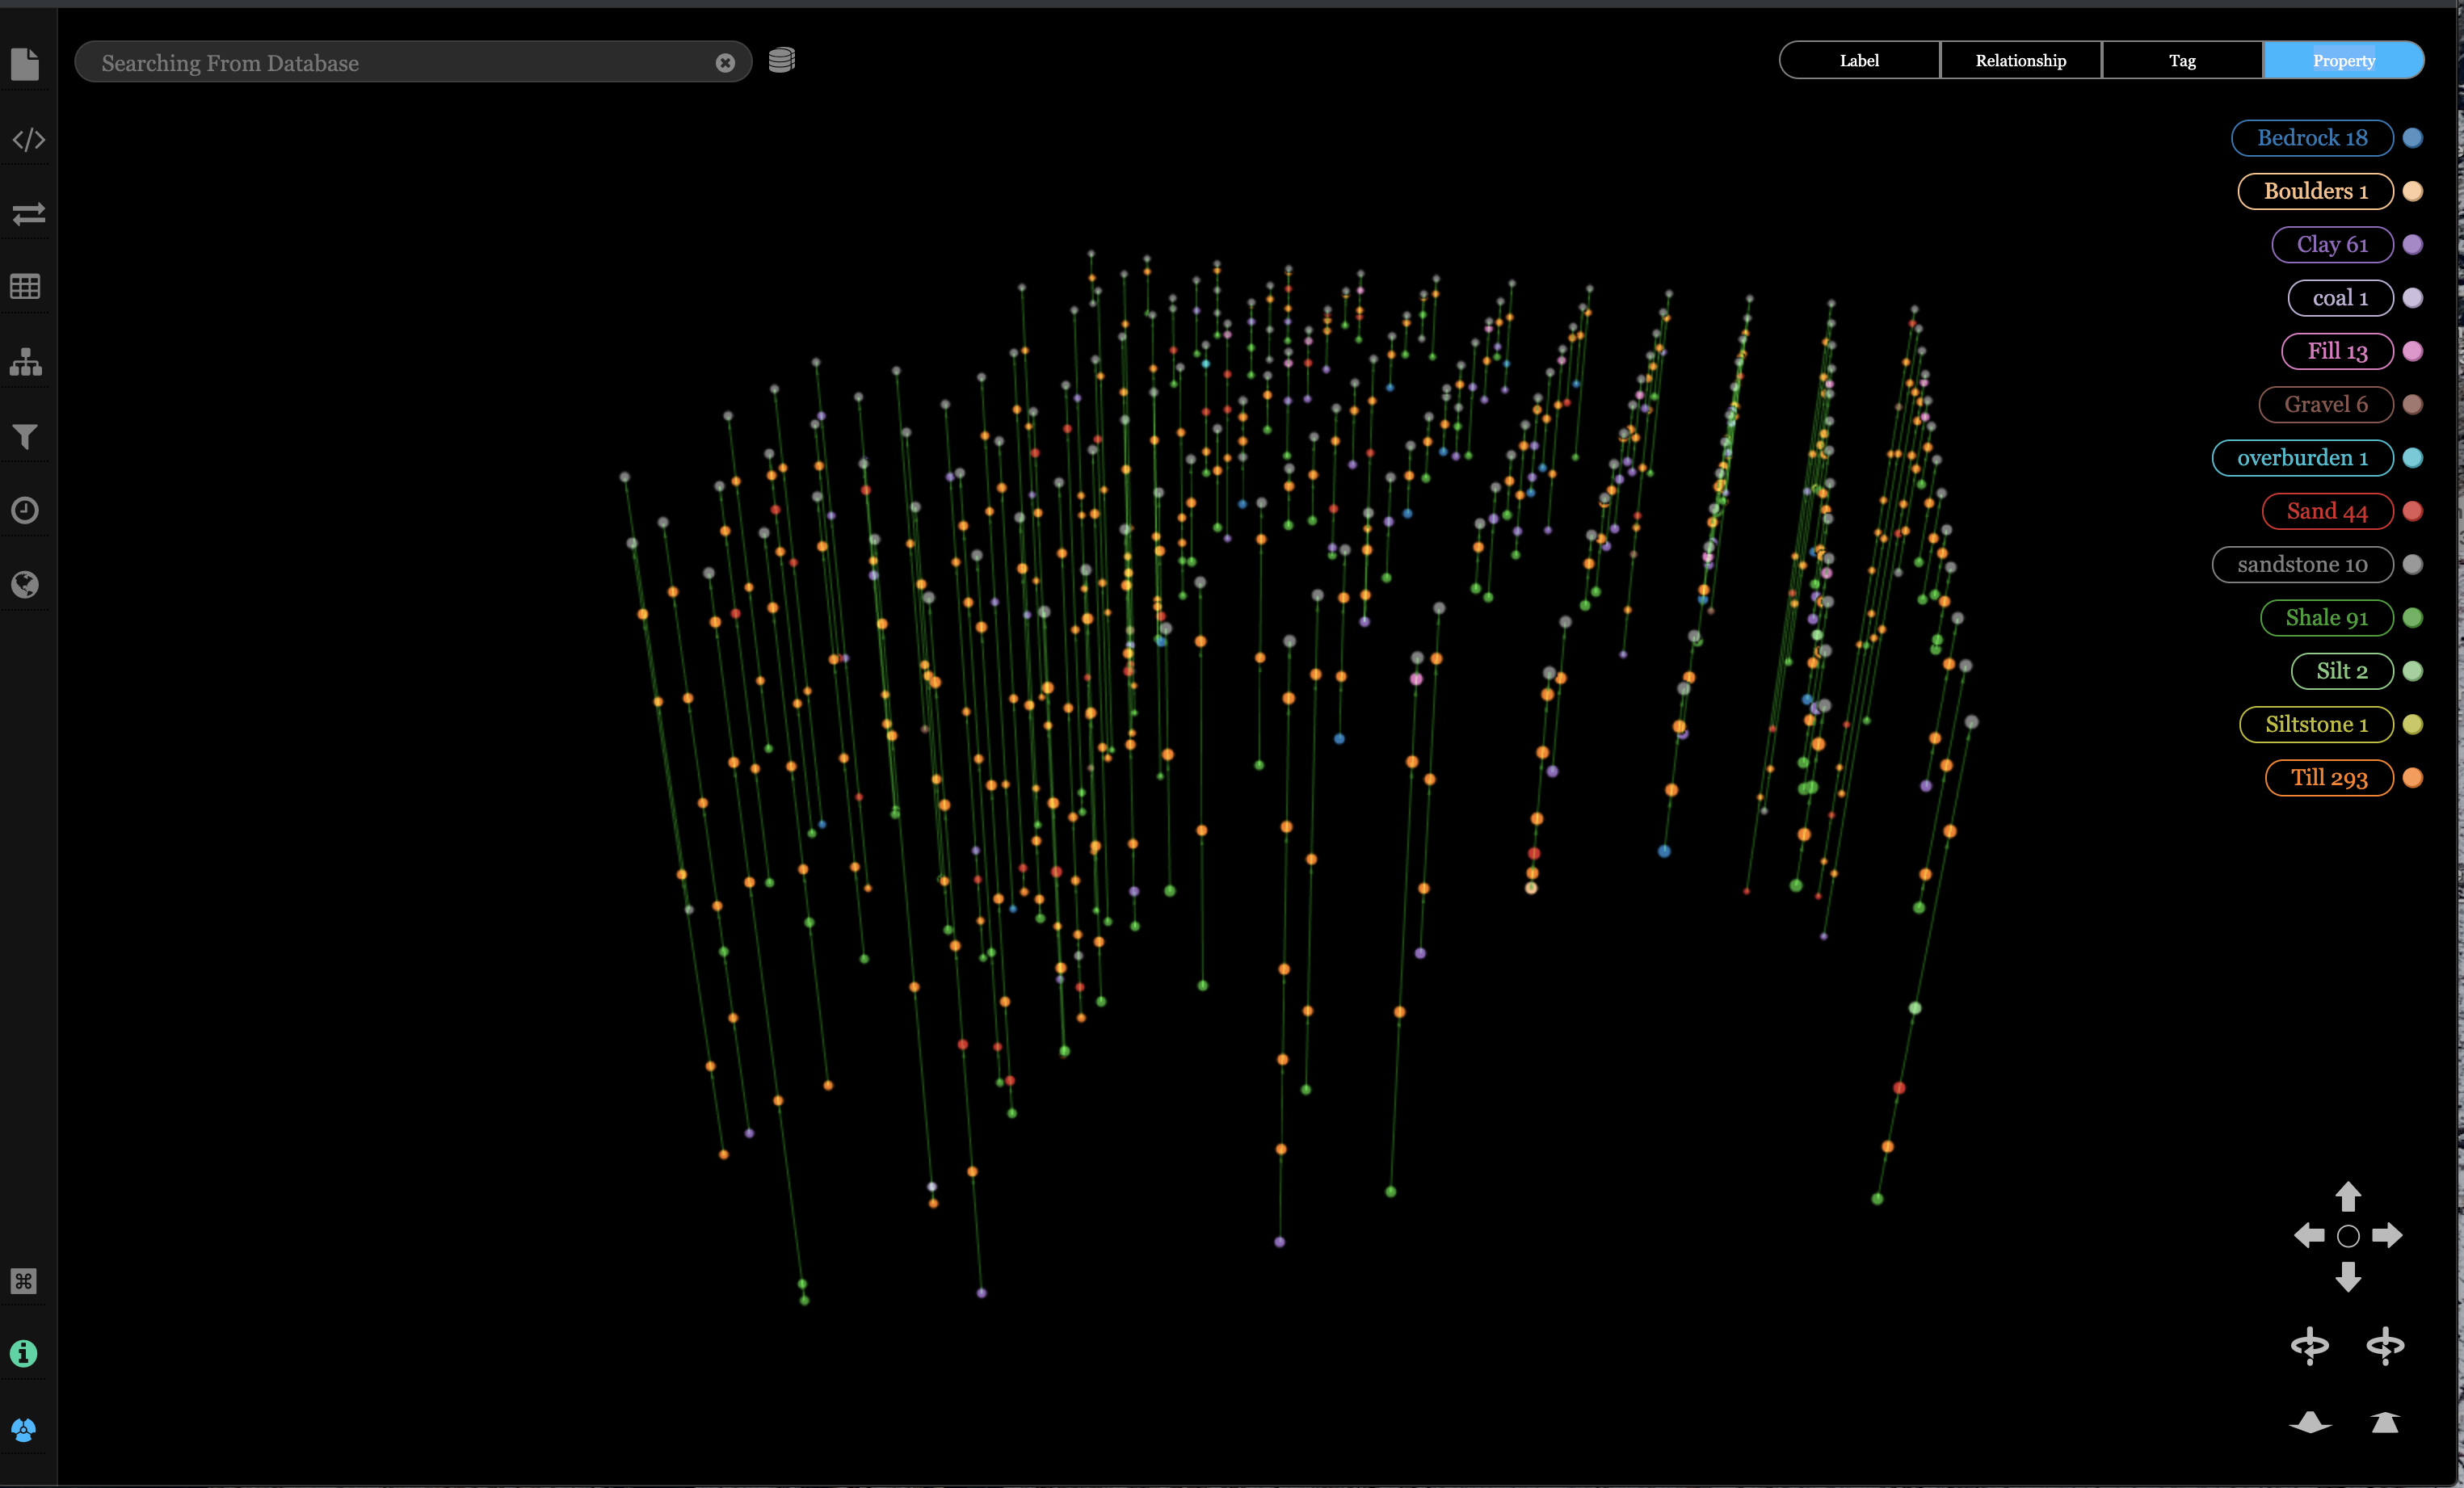 Searching From Database
Label
Relationship
Tag
Property
Bedrock 18
Boulders 1
Clay 61
coal 1
Fill 13
Gravel 6
overburden 1
Sand 44
sandstone 10
Shale 91
Silt 2
Siltstone 1
Till 293